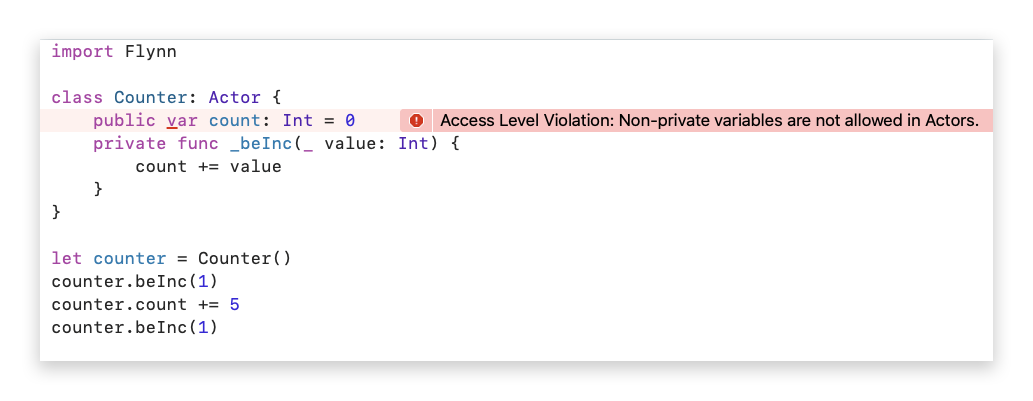 import Flynn
class Counter: Actor {
    public var count: Int = 0 Access Level Violation: Non-private variables are not allowed in Actors.
    private func _beInc(_ value: Int) {
        count += value
    }
}
let counter = Counter()
counter.beInc(1)
counter.count += 5
counter.beInc(1)